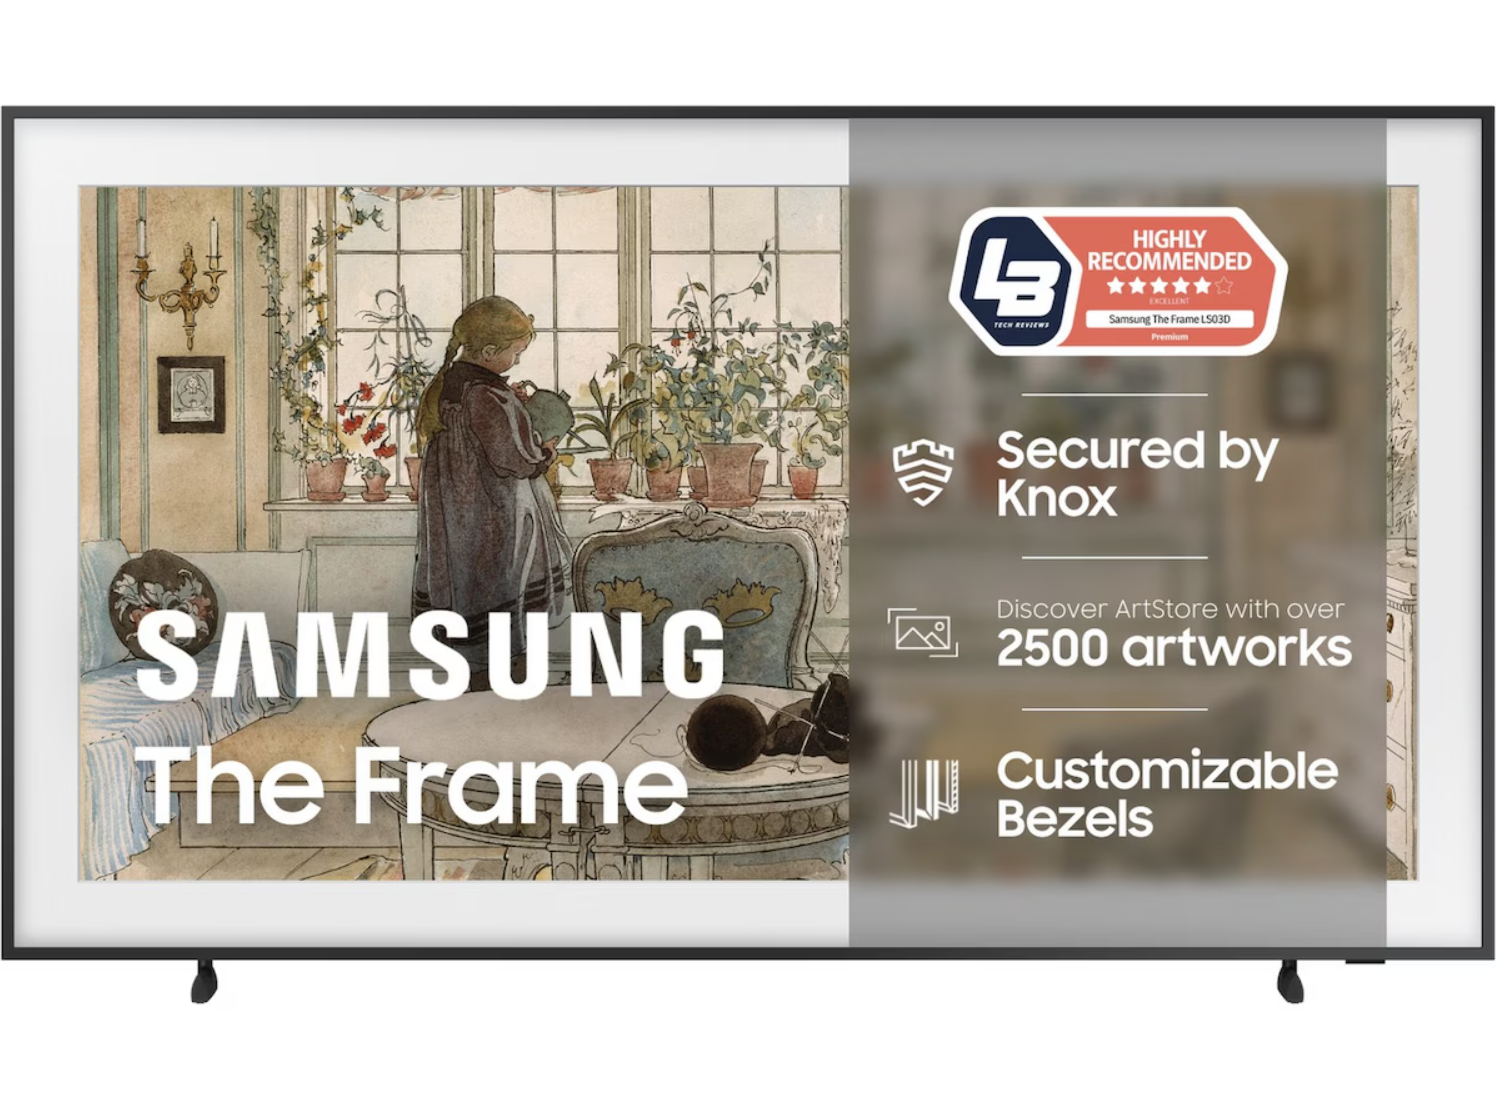 SAMSUNG
The Frame
LB
TECH REVIEWS
HIGHLY
RECOMMENDED
EXCELLENT
Samsung The Frame LS03D
Premium
Secured by
Knox
Discover ArtStore with over
2500 artworks
Customizable
Bezels